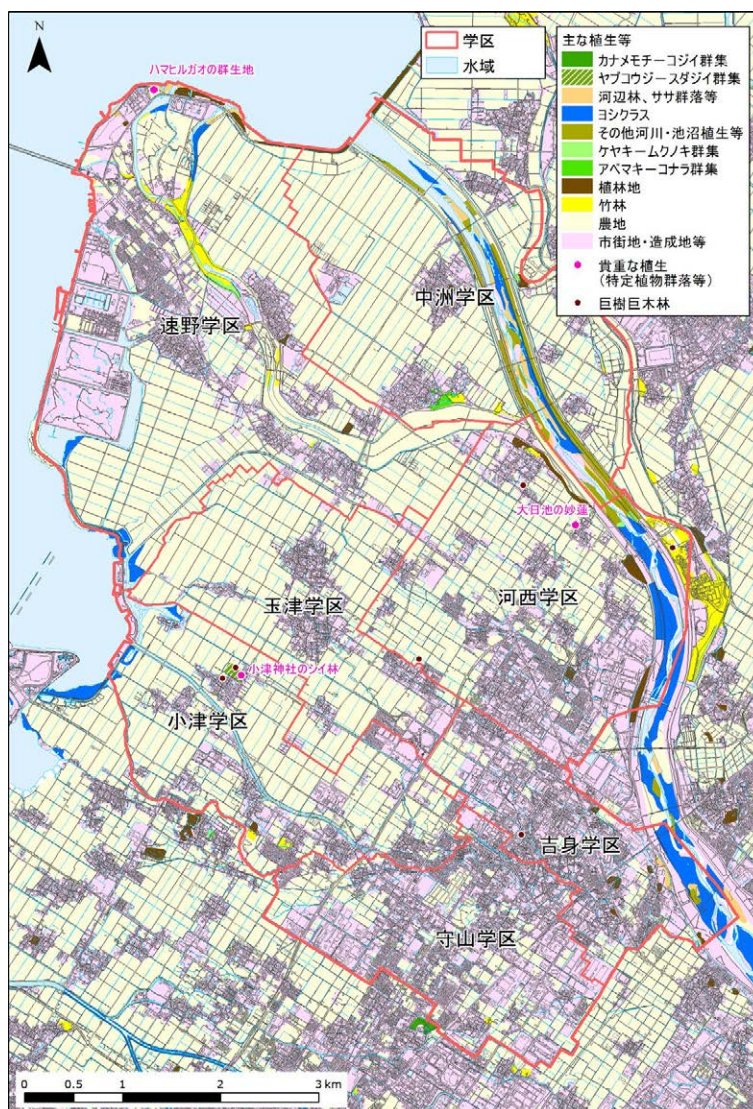 N
ハマヒルガオの群生地
学区
水域
主な植生等
カナメモチーコジイ群集
ヤブコウジースダジイ群集
河辺林、ササ群落等
ヨシクラス
その他河川・池沼植生等
ケヤキームクノキ群集
アベマキーコナラ群集
植林地
竹林
農地
市街地・造成地等
貴重な植生
(特定植物群落等)
巨樹巨木林
中洲学区
速野学区
大日池の妙蓮
河西学区
玉津学区
小津神社のシイ林
小津学区
吉身学区
守山学区
0 0.5 1 2 3 km